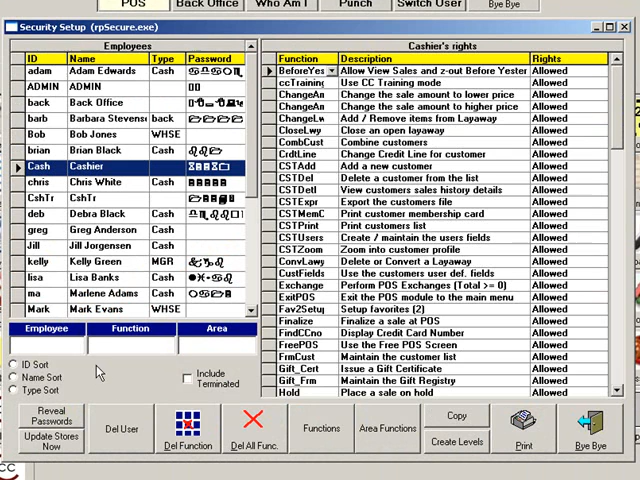 POS Back Office Who Am I Punch Switch User Bye Bye
Security Setup (rpSecure.exe)
Employees
ID Name Type Password
adam Adam Edwards Cash
ADMIN ADMIN
back Back Office
barb Barbara Stevens back
Bob Bob Jones WHSE
brian Brian Black
Cash Cashier
chris Chris White Cash
CshTr CshTr
deb Debra Black Cash
greg Greg Anderson Cash
Jill Jill Jorgensen Cash
kelly Kelly Green MGR
lisa Lisa Banks Cash
ma Marlene Adams Cash
Mark Mark Evans WHSE
Employee Function Area
ID Sort
Name Sort
Type Sort
Include
Terminated
Cashier's rights
Function Description Rights
BeforeYes Allow View Sales and z-out Before Yester Allowed
ccTraining Use CC Training mode Allowed
ChangeAm Change the sale amount to lower price Allowed
ChangeAm Change the sale amount to higher price Allowed
ChangeLw Add / Remove items from Layaway Allowed
CloseLwy Close an open layaway Allowed
CombCust Combine customers Allowed
CrdtLine Change Credit Line for customer Allowed
CSTAdd Add a new customer Allowed
CSTDel Delete a customer from the list Allowed
CSTDetl View customers sales history details Allowed
CSTExpr Export the customers file Allowed
CSTMemC Print customer membership card Allowed
CSTPrint Print customers list Allowed
CSTUsers Create / maintain the users fields Allowed
CSTZoom Zoom into customer profile Allowed
ConvLawy Delete or Convert a Layaway Allowed
CustFields Use the customers user def. fields Allowed
Exchange Perform POS Exchanges (Total >= 0) Allowed
ExitPOS Exit the POS module to the main menu Allowed
Fav2Setup Setup favorites (2) Allowed
Finalize Finalize a sale at POS Allowed
FindCCno Display Credit Card Number Allowed
FreePOS Use the Free POS Screen Allowed
FrmCust Maintain the customer list Allowed
Gift_Cert Issue a Gift Certificate Allowed
Gift_Frm Maintain the Gift Registry Allowed
Hold Place a sale on hold Allowed
Reveal
Passwords
Update Stores
Now
Del User
Del Function
Del All Func.
Functions
Area Functions
Copy
Create Levels
Print
Bye Bye
CC